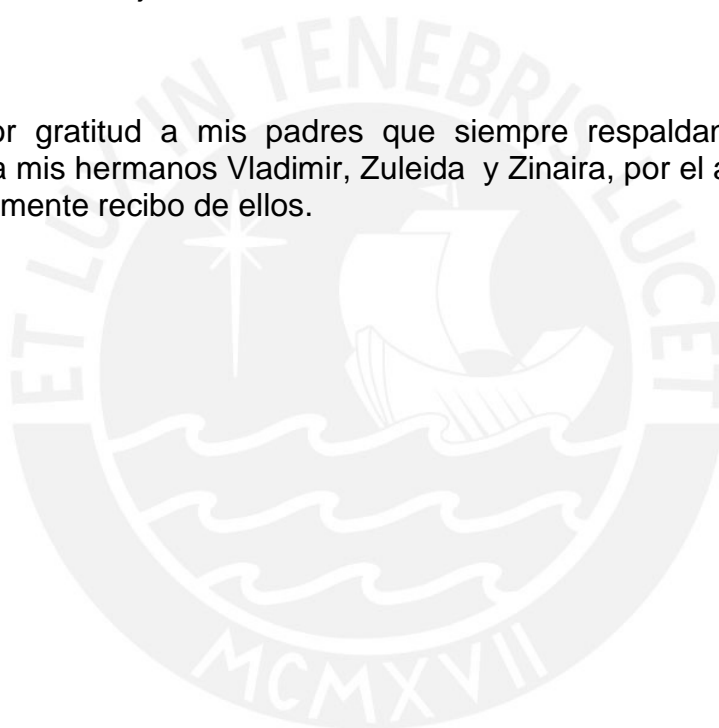 or gratitud a mis padres que siempre respaldar
a mis hermanos Vladimir, Zuleida y Zinaira, por el a
mente recibo de ellos.
ET LUX IN TENEBRIS LUCET
MCMXVII